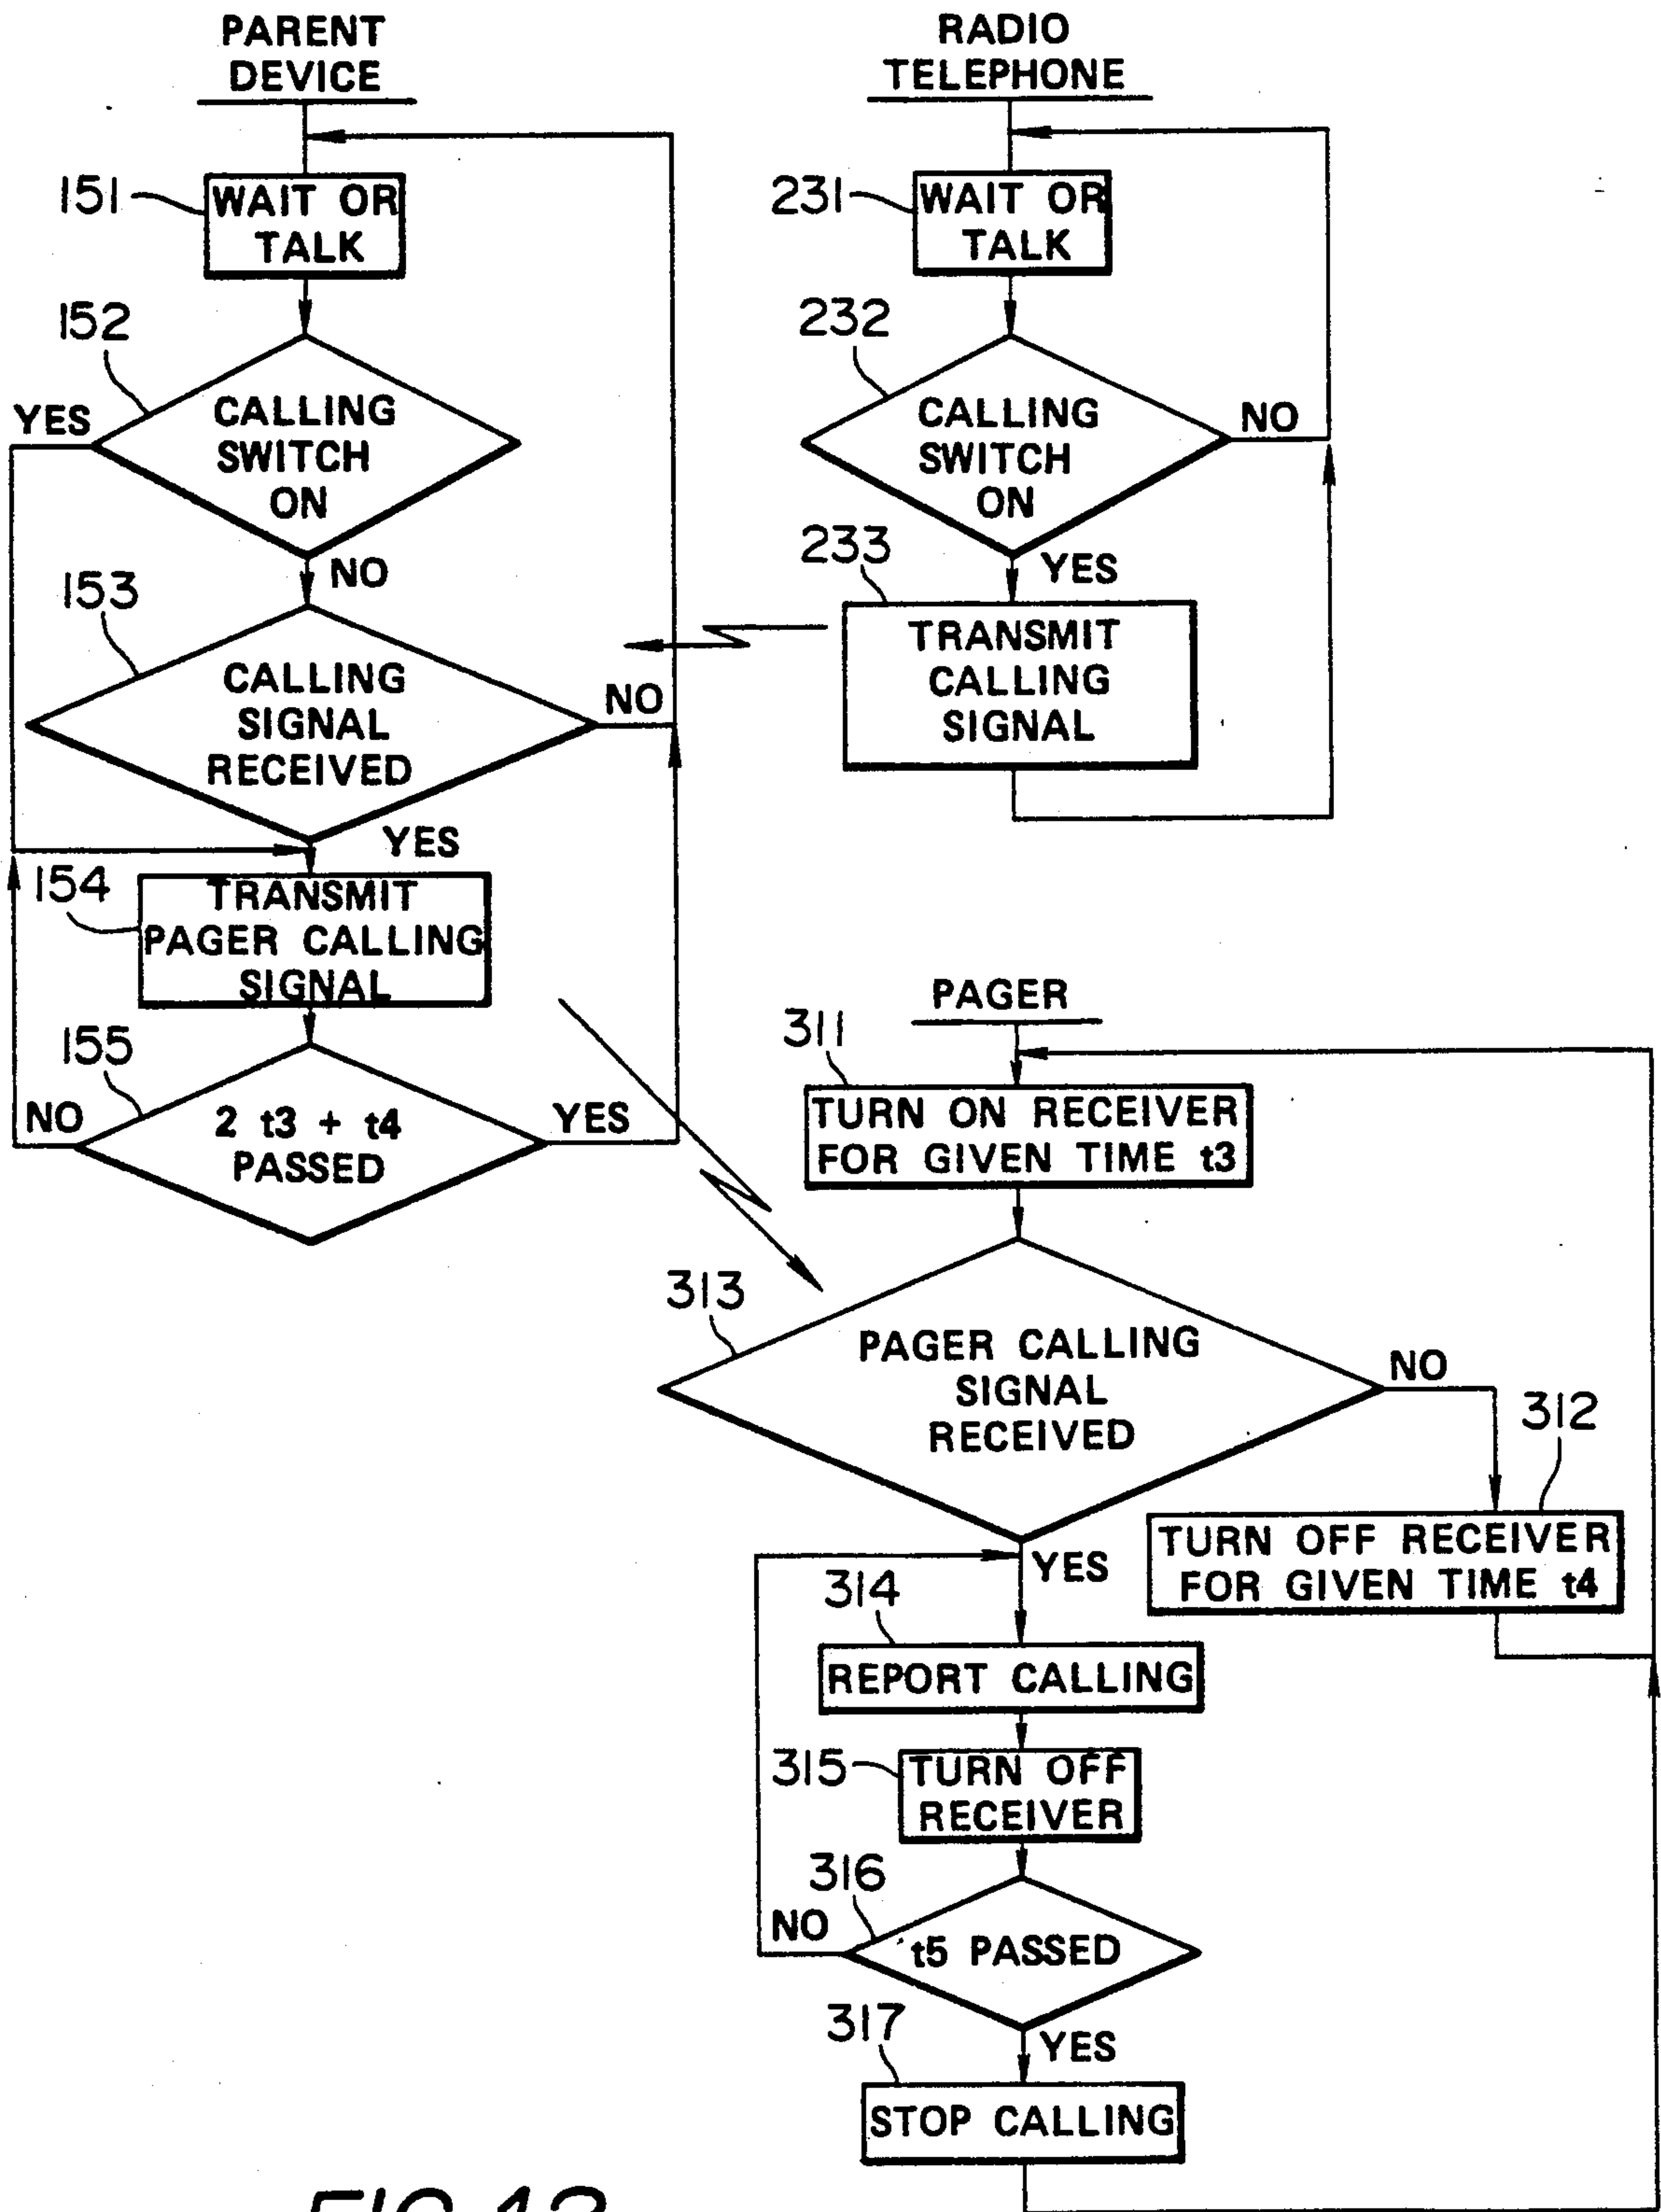 PARENT
DEVICE
151
WAIT OR
TALK
152
YES
CALLING
SWITCH
ON
NO
153
CALLING
SIGNAL
RECEIVED
NO
YES
154
TRANSMIT
PAGER CALLING
SIGNAL
155
NO
2 t3 + t4
PASSED
YES
RADIO
TELEPHONE
231
WAIT OR
TALK
232
CALLING
SWITCH
ON
NO
233
YES
TRANSMIT
CALLING
SIGNAL
PAGER
311
TURN ON RECEIVER
FOR GIVEN TIME t3
313
PAGER CALLING
SIGNAL
RECEIVED
NO
312
TURN OFF RECEIVER
FOR GIVEN TIME t4
YES
314
REPORT CALLING
315
TURN OFF
RECEIVER
316
NO
t5 PASSED
317
YES
STOP CALLING